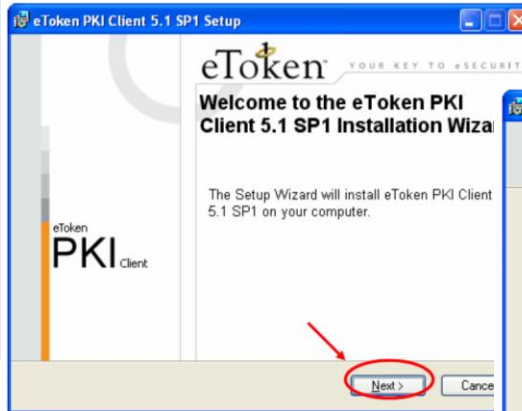 eToken PKI Client 5.1 SP1 Setup
eToken
YOUR KEY TO eSECURIT
Welcome to the eToken PKI
Client 5.1 SP1 Installation Wiza
The Setup Wizard will install eToken PKI Client
5.1 SP1 on your computer.
eToken
PKI Client
Next >
Cance